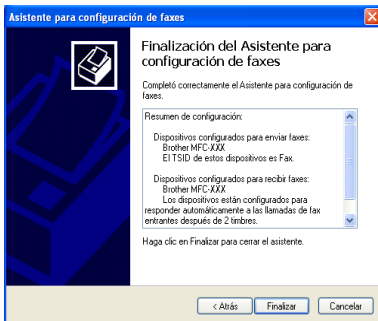 Asistente para configuración de faxes
Finalización del Asistente para
configuración de faxes
Completó correctamente el Asistente para configuración de
faxes.
Resumen de configuración:
Dispositivos configurados para enviar faxes:
Brother MFC-XXX
El TSID de estos dispositivos es Fax.
Dispositivos configurados para recibir faxes:
Brother MFC-XXX
Los dispositivos están configurados para
responder automáticamente a las llamadas de fax
entrantes después de 2 timbres.
Haga clic en Finalizar para cerrar el asistente.
< Atrás Finalizar Cancelar